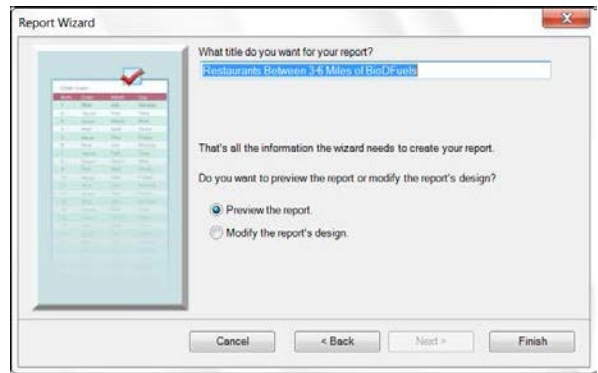 Report Wizard
What title do you want for your report?
Restaurants Between 3-6 Miles of BioDFuels
That's all the information the wizard needs to create your report.
Do you want to preview the report or modify the report's design?
Preview the report.
Modify the report's design.
Cancel
< Back
Next >
Finish